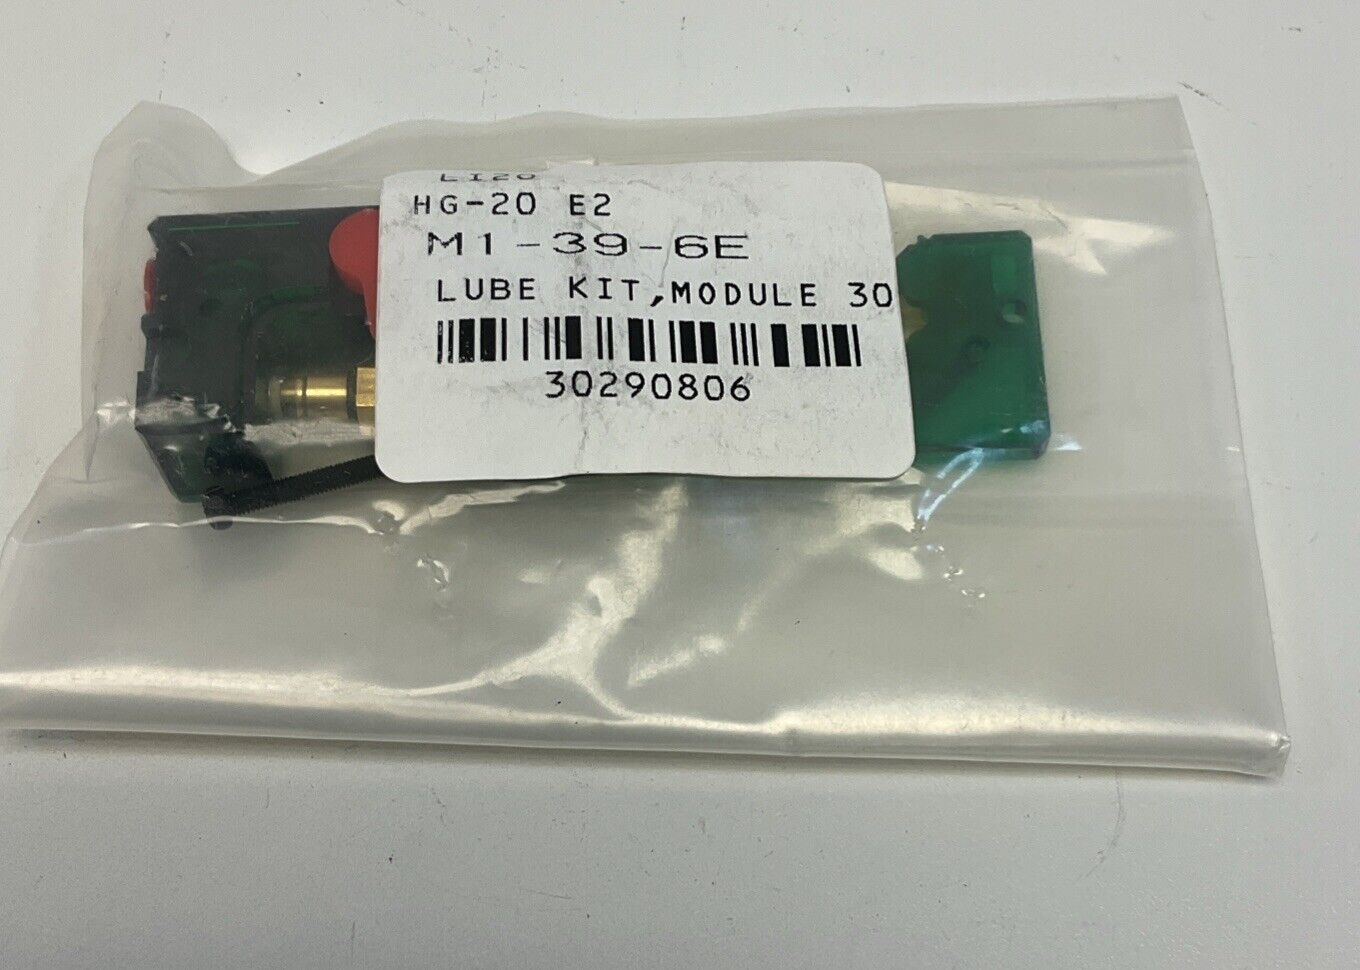 HG-20 E2
M1-39-6E
LUBE KIT,MODULE 30
30290806